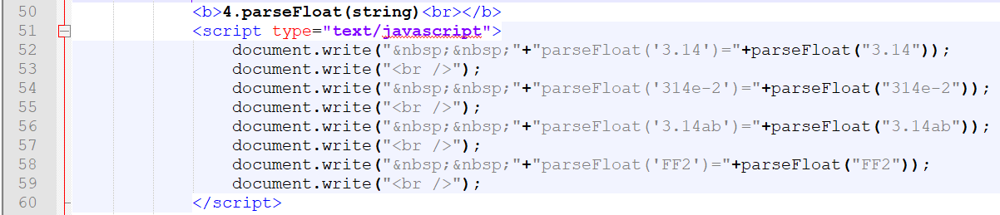 50 <b>4.parseFloat(string)<br></b>
51 <script type="text/javascript">
52 document.write("&nbsp;&nbsp;"+"parseFloat('3.14')="+parseFloat("3.14"));
53 document.write("<br />");
54 document.write("&nbsp;&nbsp;"+"parseFloat('314e-2')="+parseFloat("314e-2"));
55 document.write("<br />");
56 document.write("&nbsp;&nbsp;"+"parseFloat('3.14ab')="+parseFloat("3.14ab"));
57 document.write("<br />");
58 document.write("&nbsp;&nbsp;"+"parseFloat('FF2')="+parseFloat("FF2"));
59 document.write("<br />");
60 </script>